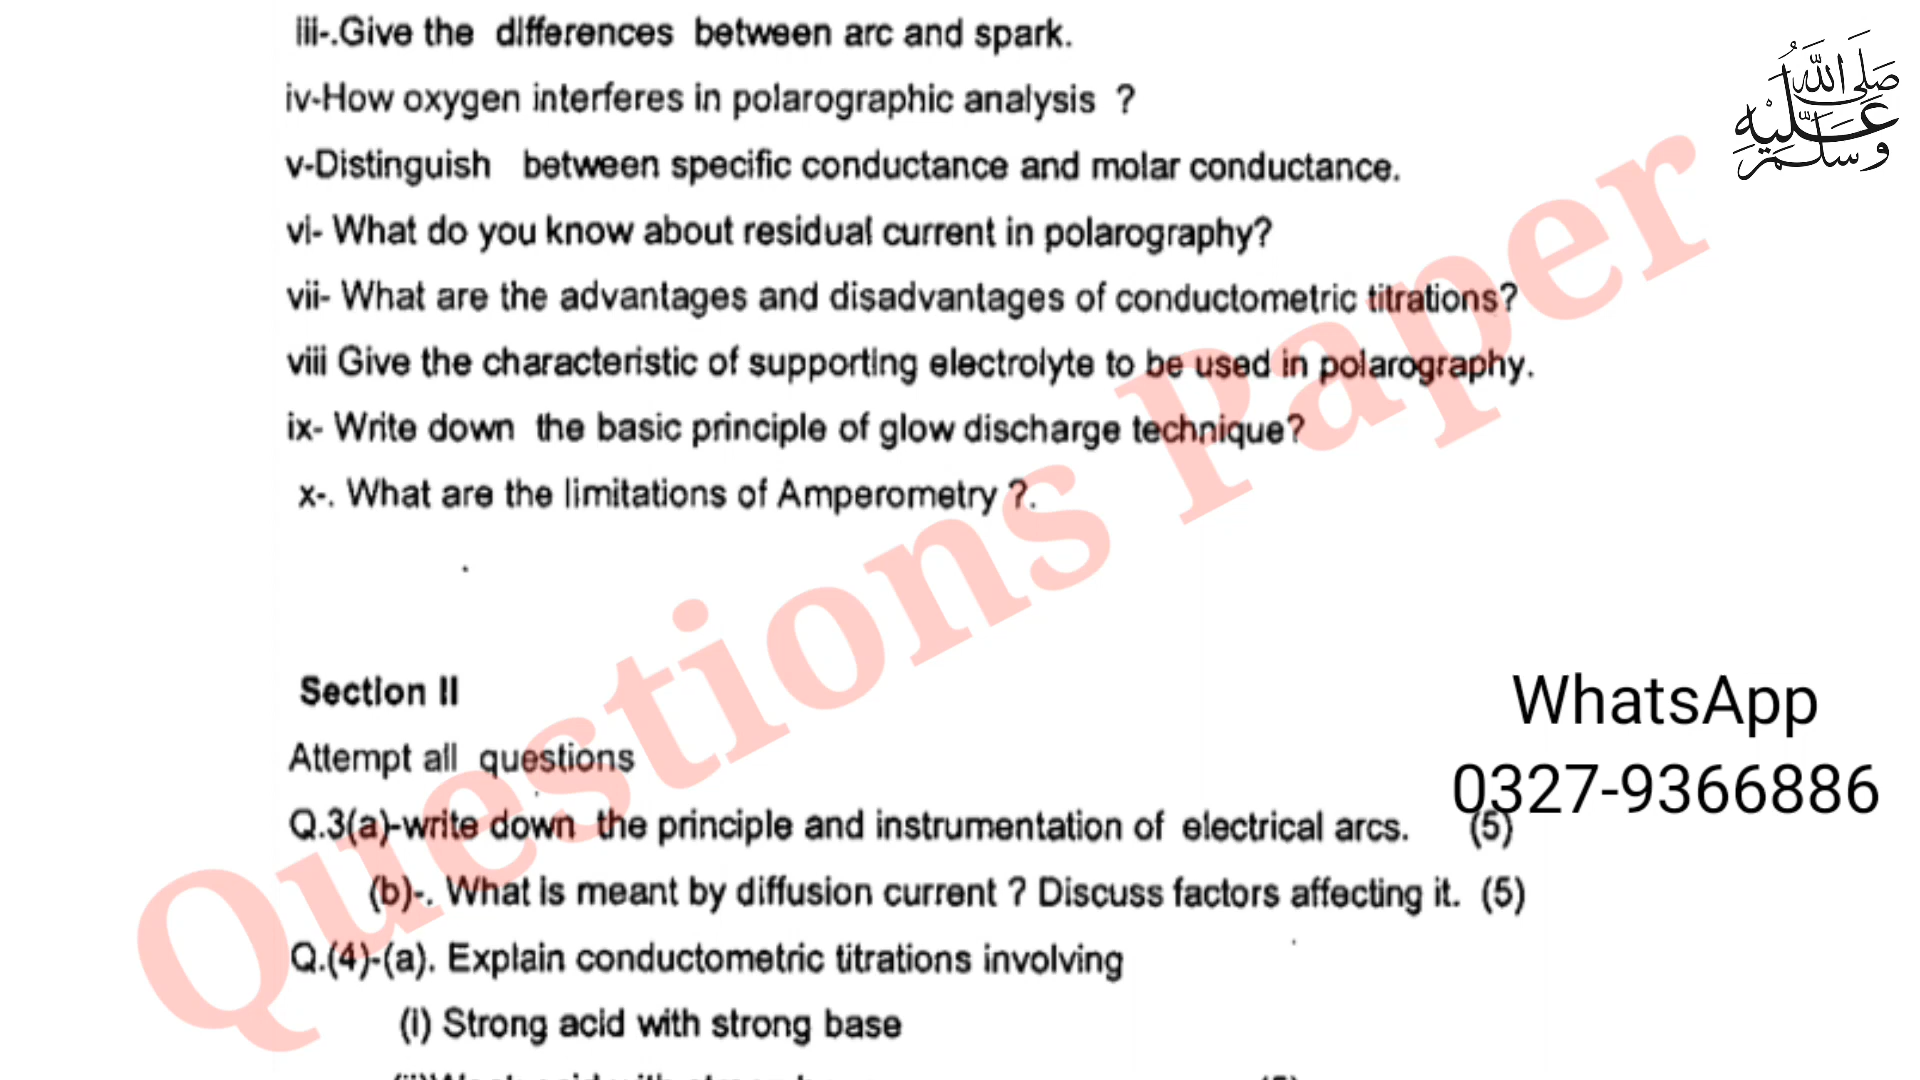 iii-.Give the differences between arc and spark.
iv-How oxygen interferes in polarographic analysis ?
v-Distinguish between specific conductance and molar conductance.
vi- What do you know about residual current in polarography?
vii- What are the advantages and disadvantages of conductometric titrations?
viii Give the characteristic of supporting electrolyte to be used in polarography.
ix- Write down the basic principle of glow discharge technique?
x-. What are the limitations of Amperometry ?.
صلى الله
عليه
وسلم
Questions Paper
Section II
Attempt all questions
WhatsApp
0327-9366886
Q.3(a)-write down the principle and instrumentation of electrical arcs. (5)
(b)-. What is meant by diffusion current ? Discuss factors affecting it. (5)
Q.(4)-(a). Explain conductometric titrations involving
(i) Strong acid with strong base